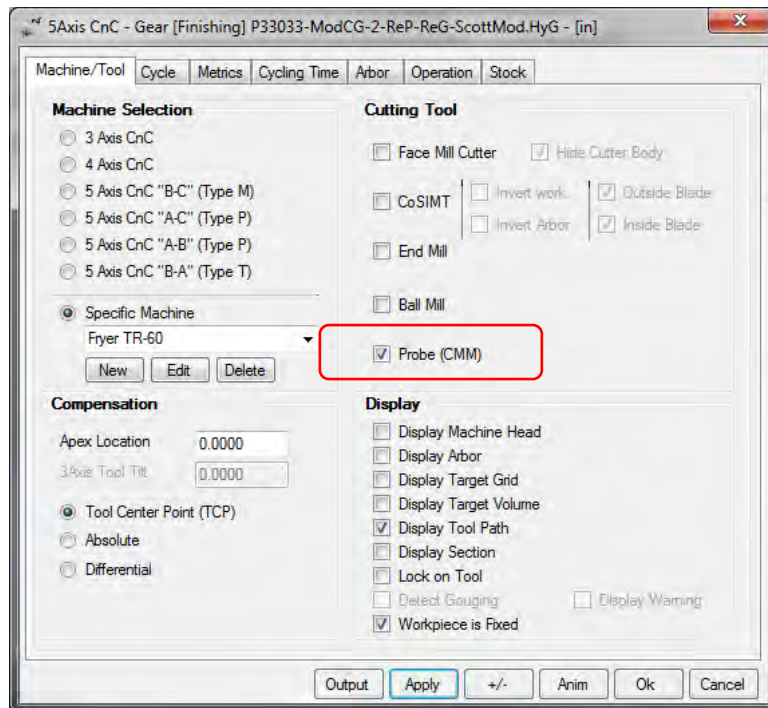 5Axis CnC - Gear [Finishing] P33033-ModCG-2-ReP-ReG-ScottMod.HyG - [in]
Machine/Tool Cycle Metrics Cycling Time Arbor Operation Stock
Machine Selection
3 Axis CnC
4 Axis CnC
5 Axis CnC "B-C" (Type M)
5 Axis CnC "A-C" (Type P)
5 Axis CnC "A-B" (Type P)
5 Axis CnC "B-A" (Type T)
Specific Machine
Fryer TR-60
New Edit Delete
Cutting Tool
Face Mill Cutter Hide Cutter Body
CoSIMT Invert work. Outside Blade
Invert Arbor Inside Blade
End Mill
Ball Mill
Probe (CMM)
Compensation
Apex Location 0.0000
3Axis Tool Tilt 0.0000
Tool Center Point (TCP)
Absolute
Differential
Display
Display Machine Head
Display Arbor
Display Target Grid
Display Target Volume
Display Tool Path
Display Section
Lock on Tool
Detect Gouging Display Warning
Workpiece is Fixed
Output Apply +/- Anim Ok Cancel